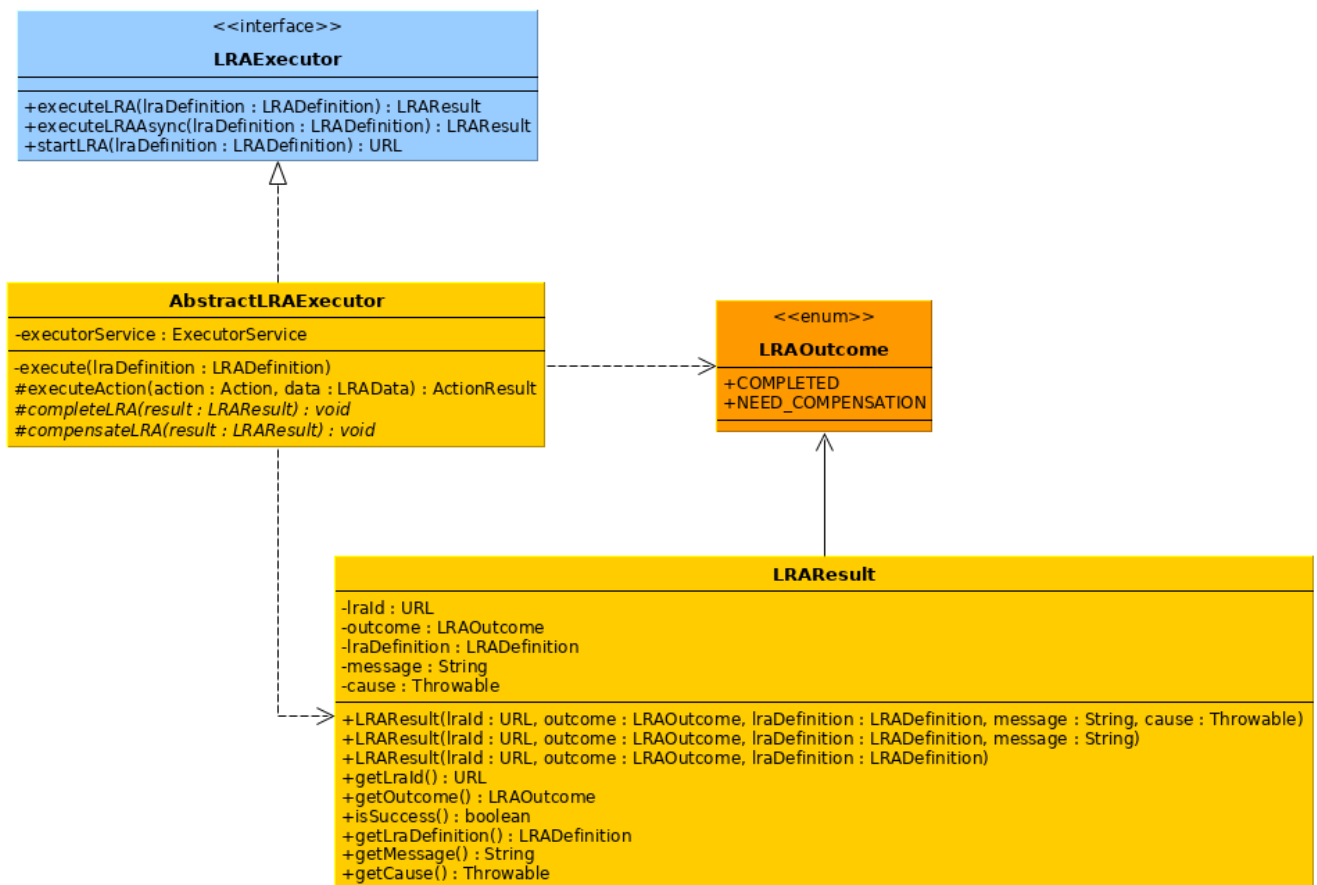 <<interface>>
LRAExecutor
+executeLRA(lraDefinition : LRADefinition) : LRAResult
+executeLRAAsync(lraDefinition : LRADefinition) : LRAResult
+startLRA(lraDefinition : LRADefinition) : URL
AbstractLRAExecutor
-executorService : ExecutorService
-execute(lraDefinition : LRADefinition)
#executeAction(action : Action, data : LRAData) : ActionResult
#completeLRA(result : LRAResult) : void
#compensateLRA(result : LRAResult) : void
<<enum>>
LRAOutcome
+COMPLETED
+NEED_COMPENSATION
LRAResult
-lraId : URL
-outcome : LRAOutcome
-lraDefinition : LRADefinition
-message : String
-cause : Throwable
+LRAResult(lraId : URL, outcome : LRAOutcome, lraDefinition : LRADefinition, message : String, cause : Throwable)
+LRAResult(lraId : URL, outcome : LRAOutcome, lraDefinition : LRADefinition, message : String)
+LRAResult(lraId : URL, outcome : LRAOutcome, lraDefinition : LRADefinition)
+getLraId() : URL
+getOutcome() : LRAOutcome
+isSuccess() : boolean
+getLraDefinition() : LRADefinition
+getMessage() : String
+getCause() : Throwable